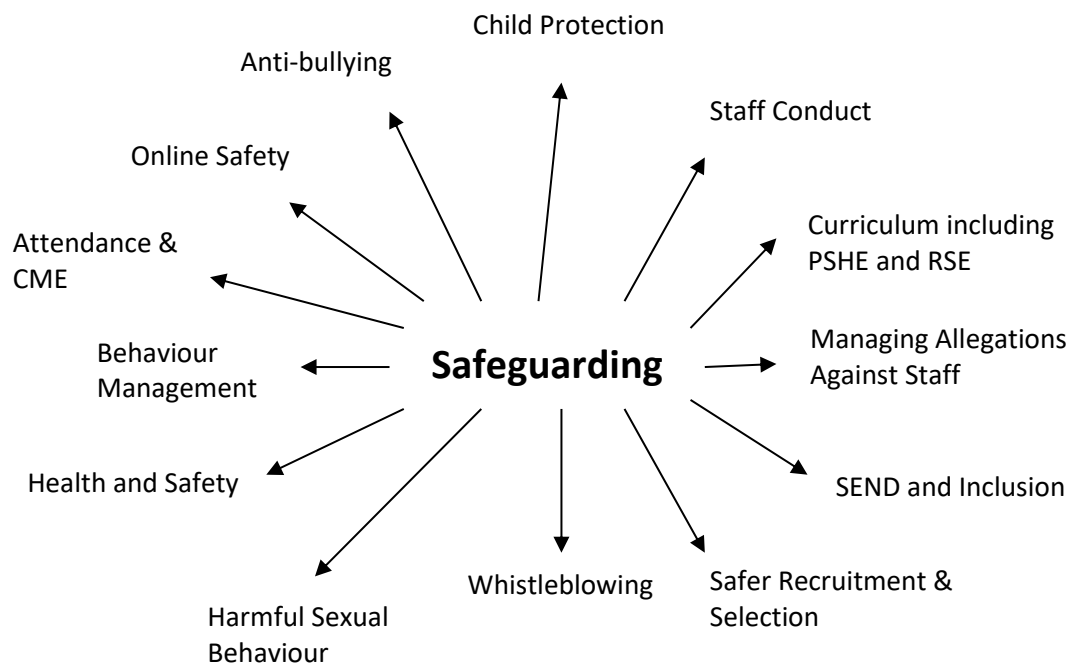 Child Protection
Anti-bullying
Staff Conduct
Online Safety
Curriculum including
PSHE and RSE
Attendance &
CME
Managing Allegations
Against Staff
Behaviour
Management
Safeguarding
Health and Safety
SEND and Inclusion
Whistleblowing
Safer Recruitment &
Selection
Harmful Sexual
Behaviour